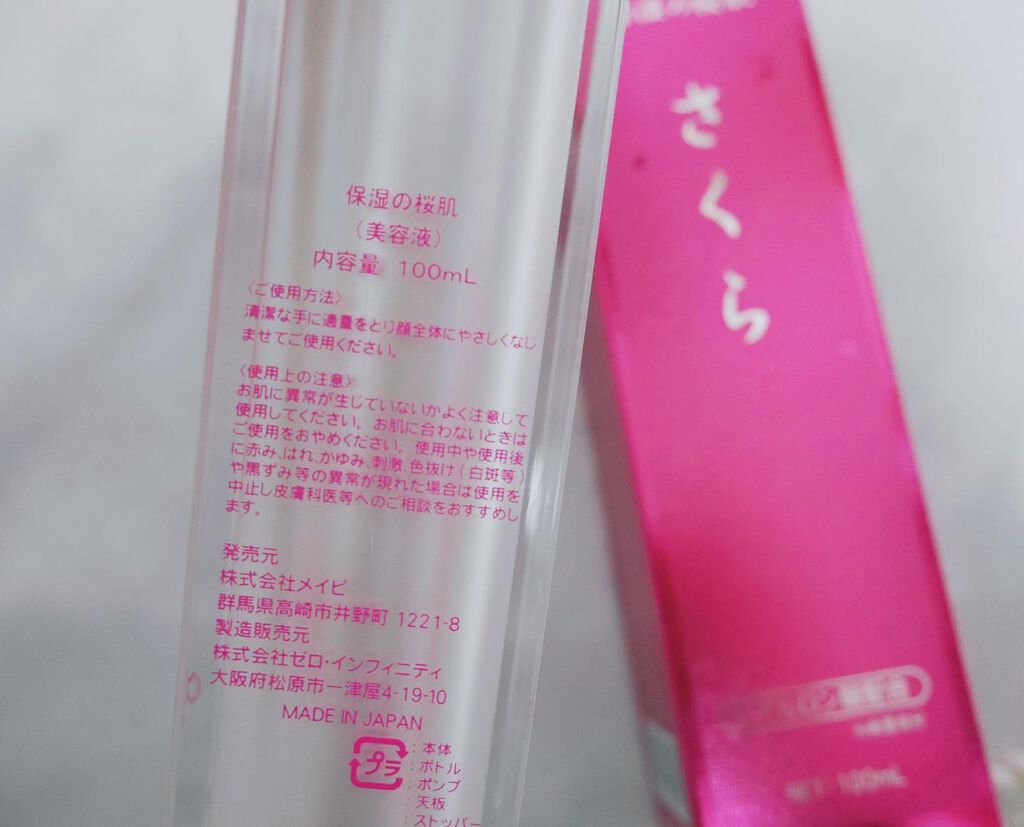 保湿の桜肌
（美容液）
内容量 100mL
〈ご使用方法〉
清潔な手に適量をとり顔全体にやさしくなじ
ませてご使用ください。
〈使用上の注意〉
お肌に異常が生じていないかよく注意して
使用してください。お肌に合わないときは
ご使用をおやめください。使用中や使用後
に赤み、はれ、かゆみ、刺激、色抜け（白斑等）
や黒ずみ等の異常が現れた場合は使用を
中止し皮膚科医等へのご相談をおすすめし
ます。
発売元
株式会社メイビ
群馬県高崎市井野町 1221-8
製造販売元
株式会社ゼロ・インフィニティ
大阪府松原市一津屋4-19-10
MADE IN JAPAN
プラ
：本体
：ボトル
：ポンプ
：天板
：ストッパー
さくら
100mL